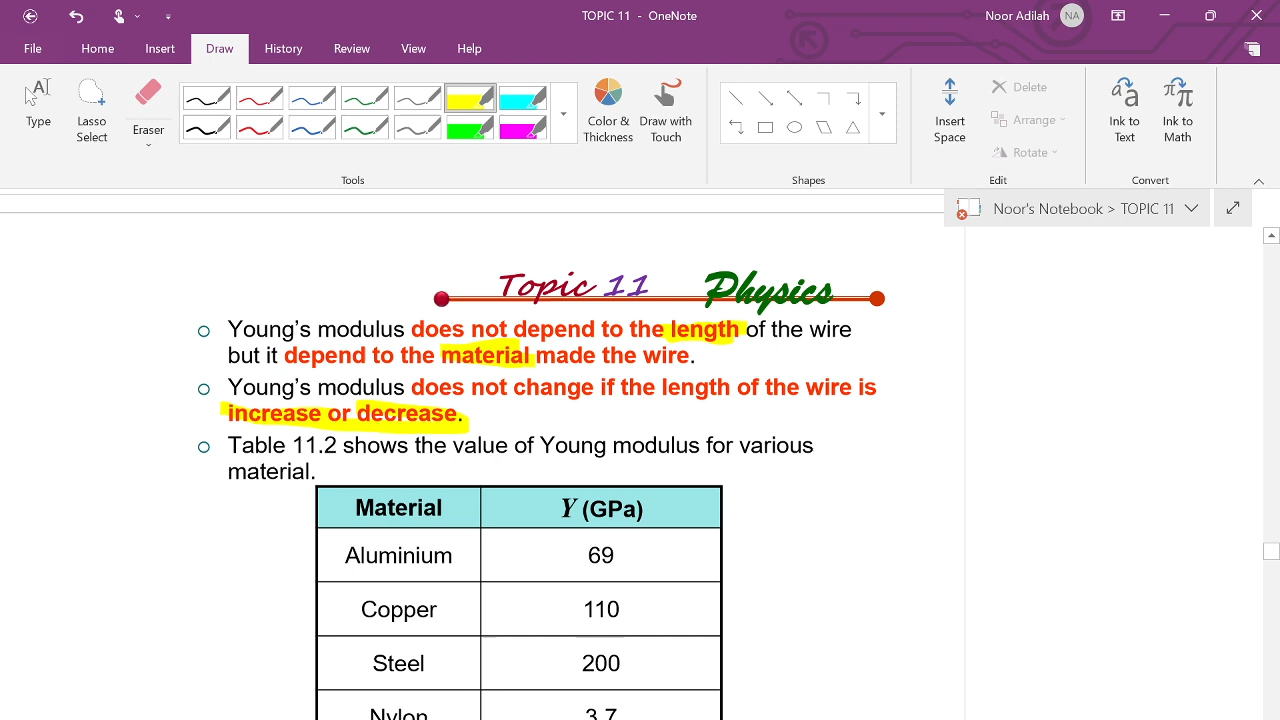 TOPIC 11 - OneNote
Noor Adilah NA
File Home Insert Draw History Review View Help
Type
Lasso Select
Eraser
Color & Thickness
Draw with Touch
Insert Space
Delete
Arrange
Rotate
Ink to Text
Ink to Math
Tools Shapes Edit Convert
Noor's Notebook > TOPIC 11
Topic 11 Physics
Young's modulus does not depend to the length of the wire
but it depend to the material made the wire.
Young's modulus does not change if the length of the wire is
increase or decrease.
Table 11.2 shows the value of Young modulus for various
material.
Material Y (GPa)
Aluminium 69
Copper 110
Steel 200
Nylon 3.7